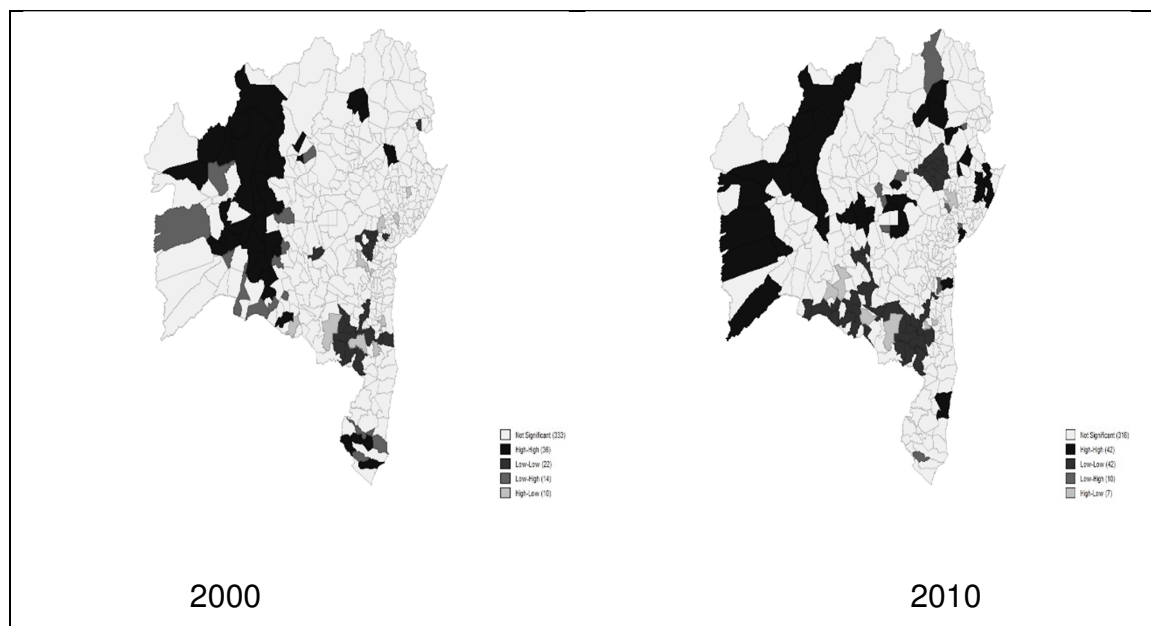 Not Significant (333)
High-High (36)
Low-Low (22)
Low-High (14)
High-Low (10)
2000
Not Significant (316)
High-High (42)
Low-Low (42)
Low-High (10)
High-Low (7)
2010